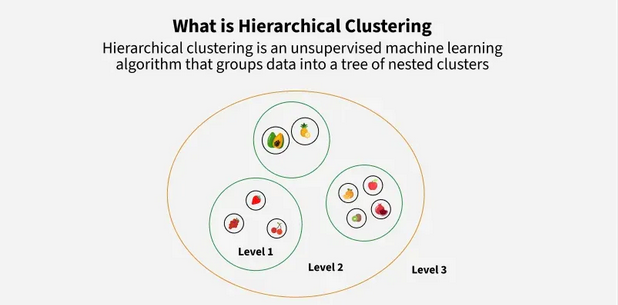 What is Hierarchical Clustering
Hierarchical clustering is an unsupervised machine learning
algorithm that groups data into a tree of nested clusters
Level 1
Level 2
Level 3